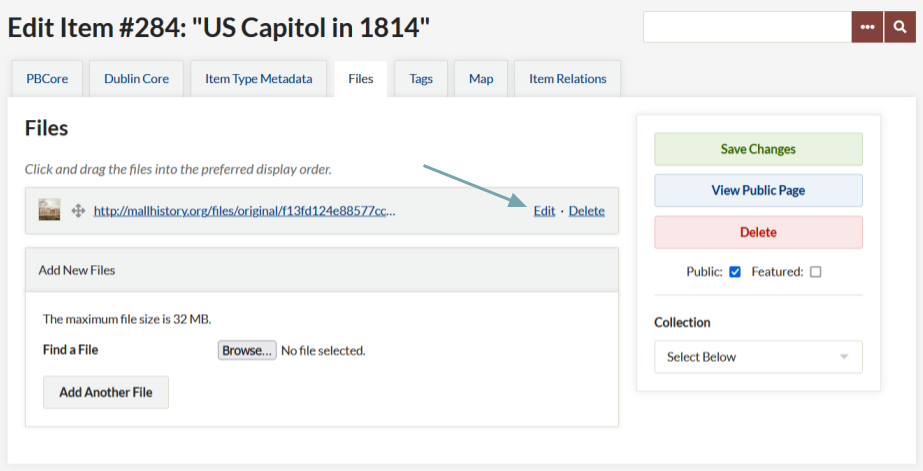 Edit Item #284: "US Capitol in 1814"
PBCore Dublin Core Item Type Metadata Files Tags Map Item Relations
Files
Click and drag the files into the preferred display order.
http://mallhistory.org/files/original/f13fd124e88577cc... Edit · Delete
Add New Files
The maximum file size is 32 MB.
Find a File Browse... No file selected.
Add Another File
Save Changes
View Public Page
Delete
Public: Featured:
Collection
Select Below